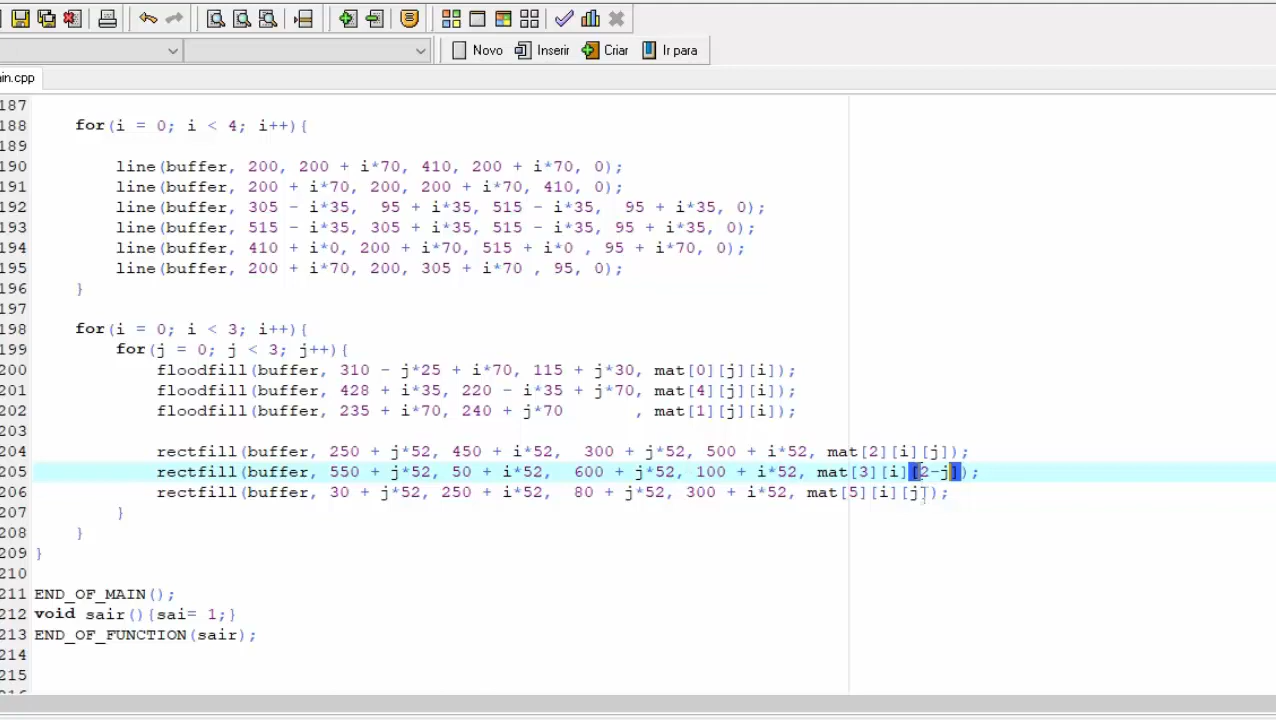 Novo Inserir Criar Ir para
in.cpp
187
188 for(i = 0; i < 4; i++){
189
190 line(buffer, 200, 200 + i*70, 410, 200 + i*70, 0);
191 line(buffer, 200 + i*70, 200, 200 + i*70, 410, 0);
192 line(buffer, 305 - i*35,  95 + i*35, 515 - i*35,  95 + i*35, 0);
193 line(buffer, 515 - i*35, 305 + i*35, 515 - i*35, 95 + i*35, 0);
194 line(buffer, 410 + i*0, 200 + i*70, 515 + i*0 , 95 + i*70, 0);
195 line(buffer, 200 + i*70, 200, 305 + i*70 , 95, 0);
196 }
197
198 for(i = 0; i < 3; i++){
199 for(j = 0; j < 3; j++){
200 floodfill(buffer, 310 - j*25 + i*70, 115 + j*30, mat[0][j][i]);
201 floodfill(buffer, 428 + i*35, 220 - i*35 + j*70, mat[4][j][i]);
202 floodfill(buffer, 235 + i*70, 240 + j*70       , mat[1][j][i]);
203
204 rectfill(buffer, 250 + j*52, 450 + i*52,  300 + j*52, 500 + i*52, mat[2][i][j]);
205 rectfill(buffer, 550 + j*52, 50 + i*52,  600 + j*52, 100 + i*52, mat[3][i][2-j]);
206 rectfill(buffer, 30 + j*52, 250 + i*52,  80 + j*52, 300 + i*52, mat[5][i][j]);
207 }
208 }
209 }
210
211 END_OF_MAIN();
212 void sair(){sai= 1;}
213 END_OF_FUNCTION(sair);
214
215